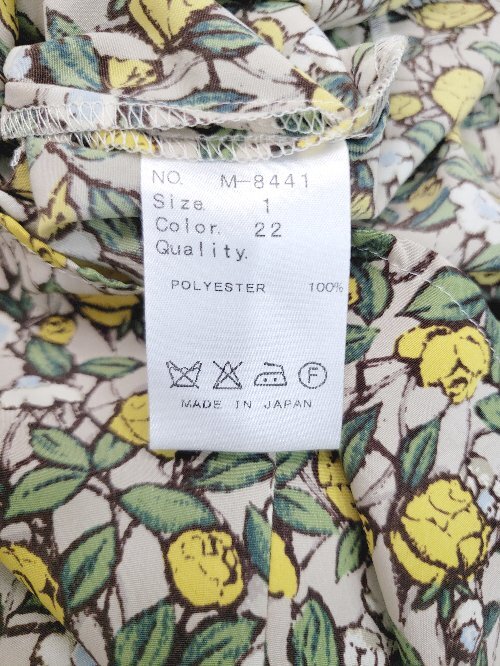 NO. M-8441
Size. 1
Color. 22
Quality.
POLYESTER 100%
F
MADE IN JAPAN